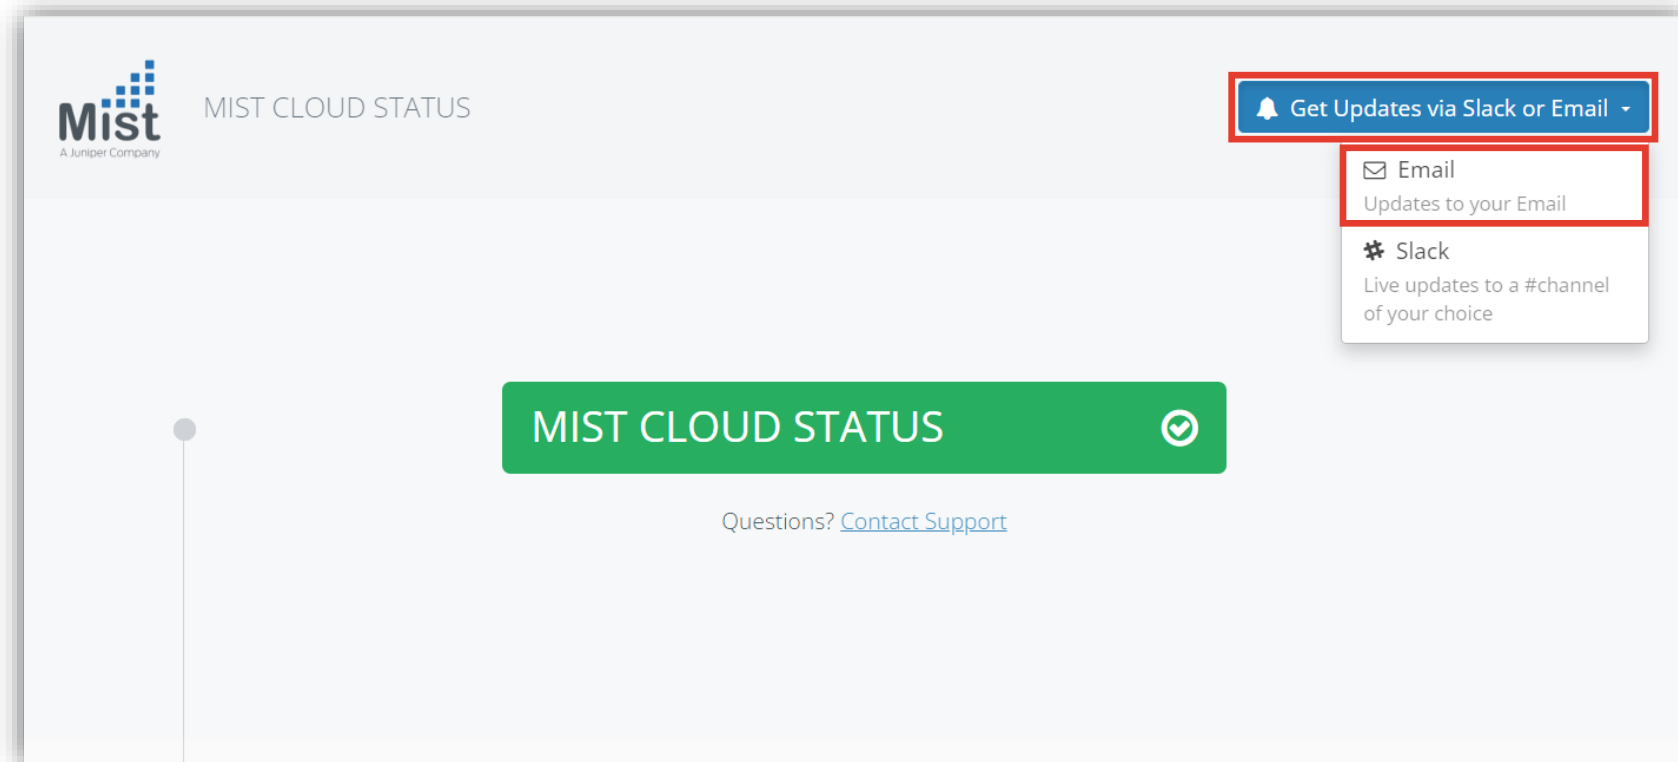 Mist
A Juniper Company
MIST CLOUD STATUS
Get Updates via Slack or Email
Email
Updates to your Email
Slack
Live updates to a #channel
of your choice
MIST CLOUD STATUS
Questions? Contact Support